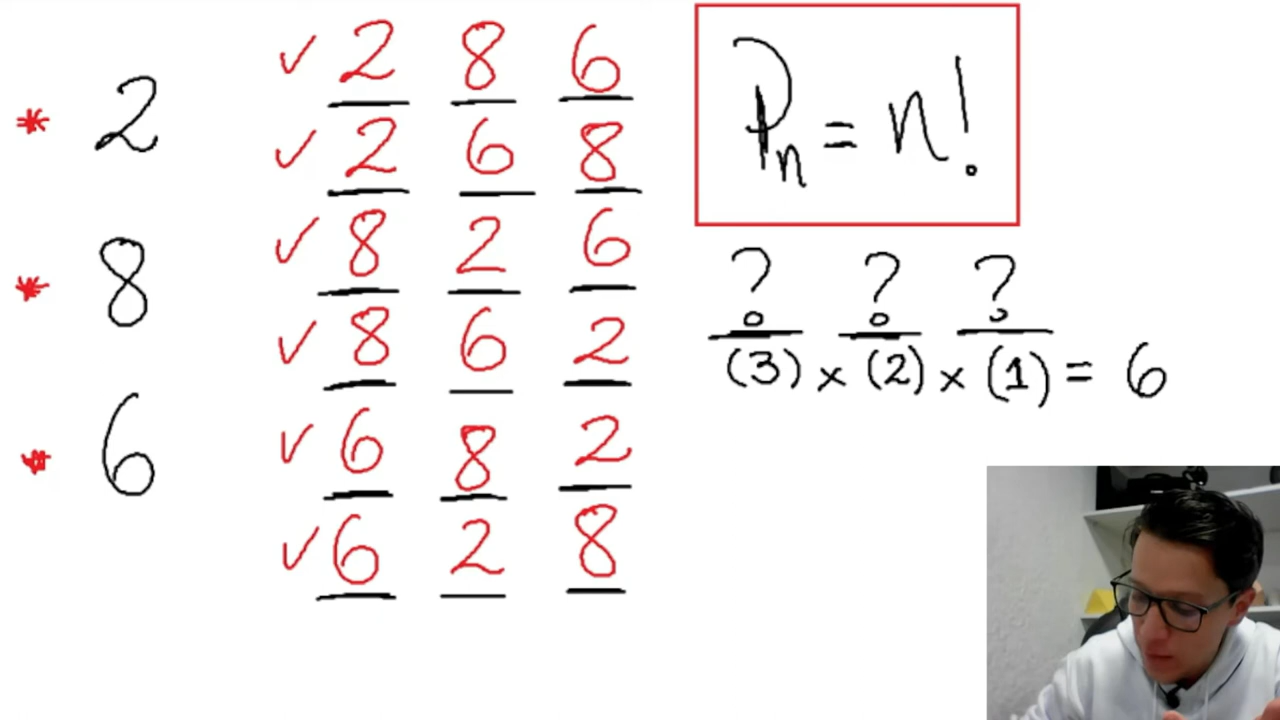 * 2
* 8
* 6
✓ 2 8 6
✓ 2 6 8
✓ 8 2 6
✓ 8 6 2
✓ 6 8 2
✓ 6 2 8
Pn = n!
? ? ?
(3) x (2) x (1) = 6